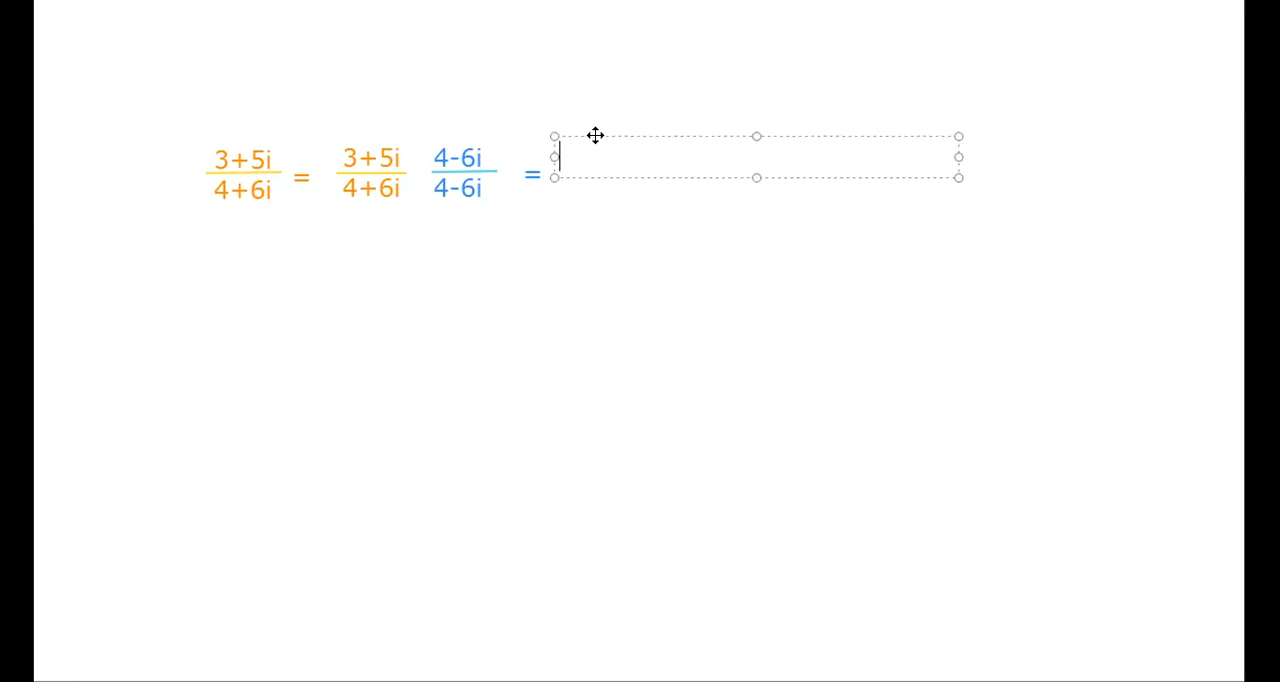 3+5i / 4+6i = 3+5i / 4+6i 4-6i / 4-6i =